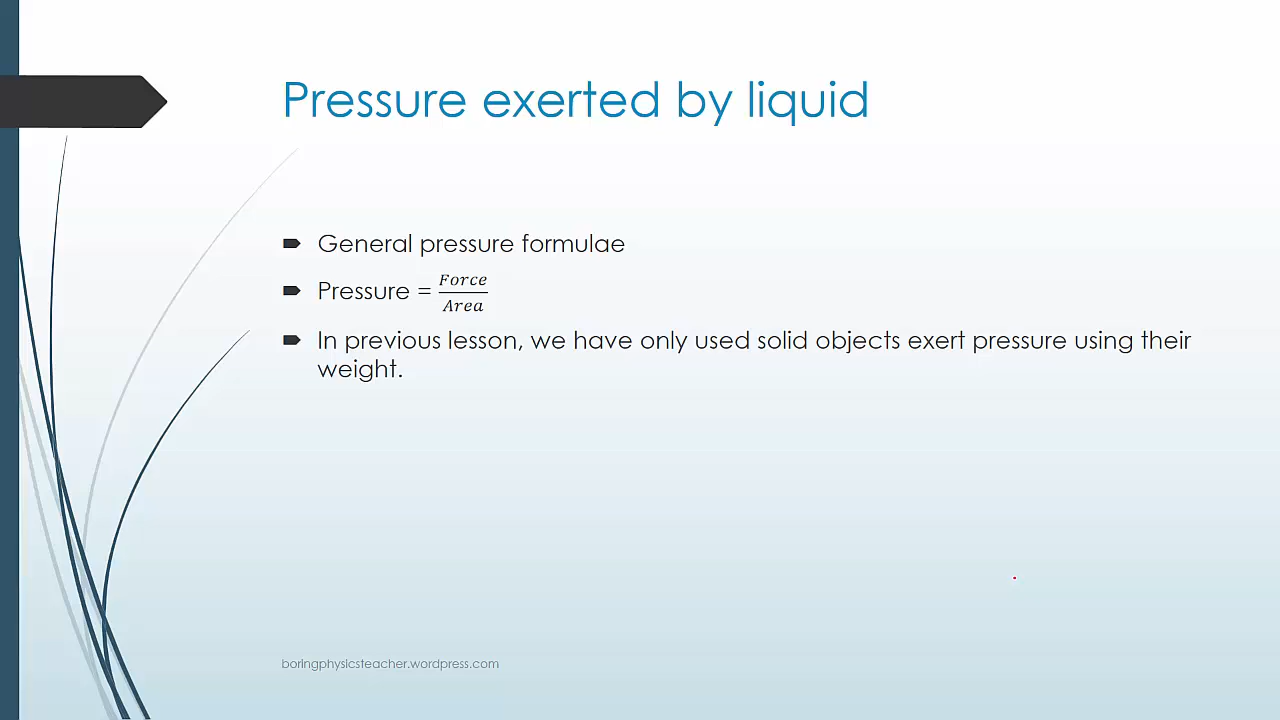 Pressure exerted by liquid
General pressure formulae
Pressure = Force/Area
In previous lesson, we have only used solid objects exert pressure using their
weight.
boringphysicsteacher.wordpress.com